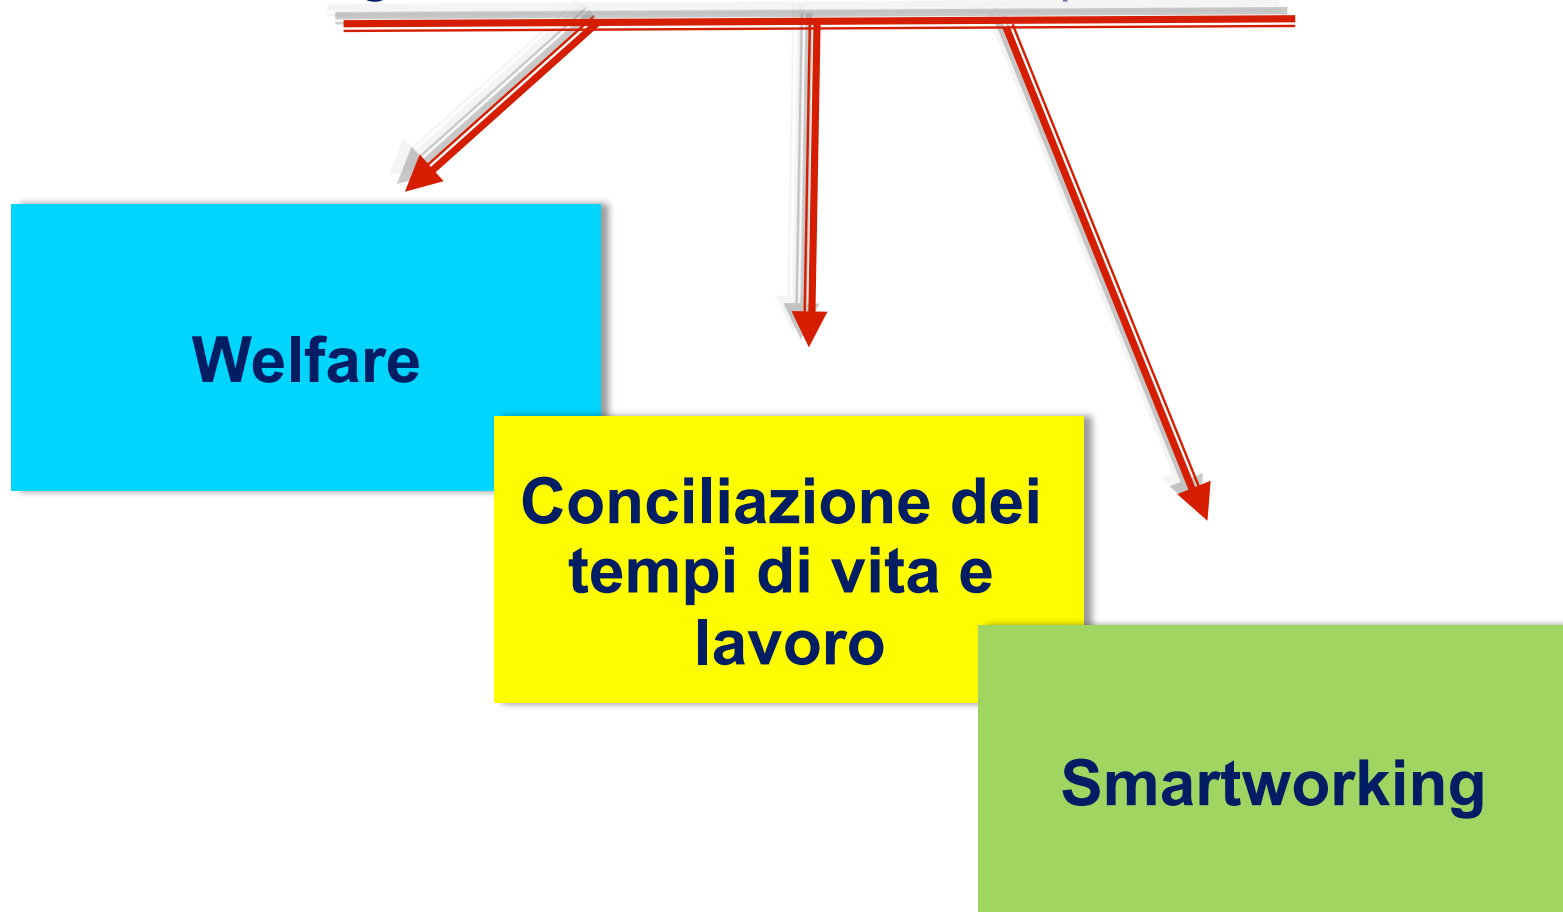 Welfare
Conciliazione dei
tempi di vita e
lavoro
Smartworking